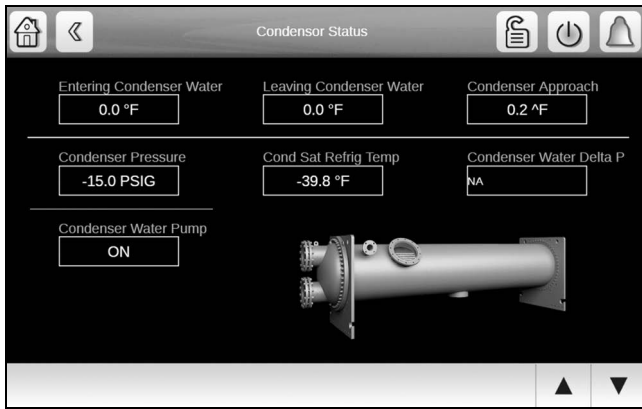 Condensor Status
Entering Condenser Water Leaving Condenser Water Condenser Approach
0.0 °F 0.0 °F 0.2 ^F
Condenser Pressure Cond Sat Refrig Temp Condenser Water Delta P
-15.0 PSIG -39.8 °F NA
Condenser Water Pump
ON